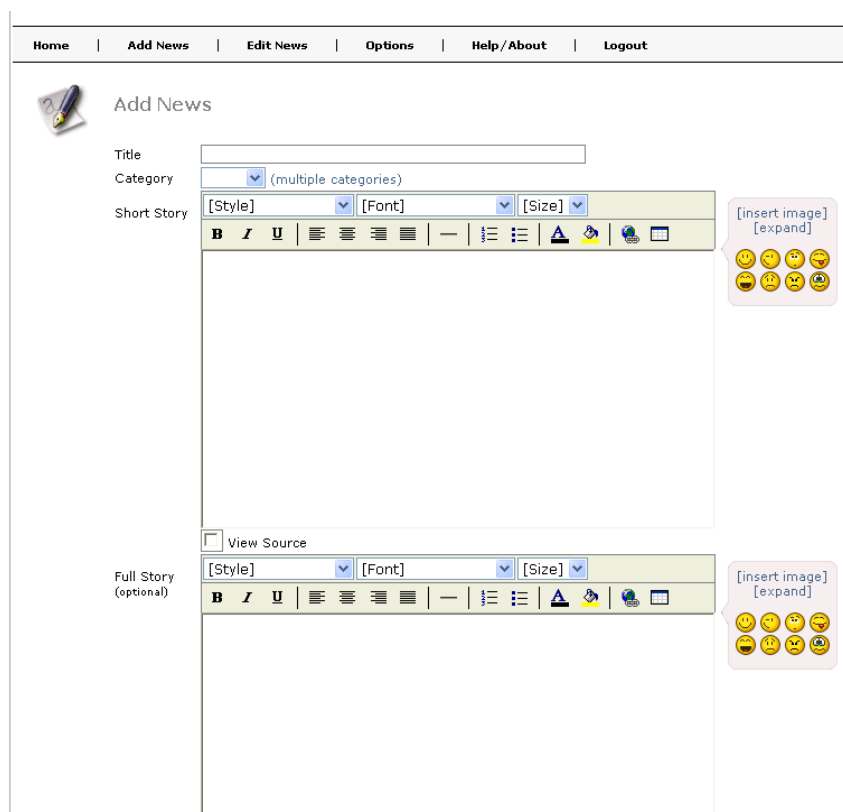 Home | Add News | Edit News | Options | Help/About | Logout
Add News
Title
Category (multiple categories)
Short Story [Style] [Font] [Size]
[insert image]
[expand]
B I U A
View Source
Full Story [Style] [Font] [Size]
(optional)
[insert image]
[expand]
B I U A